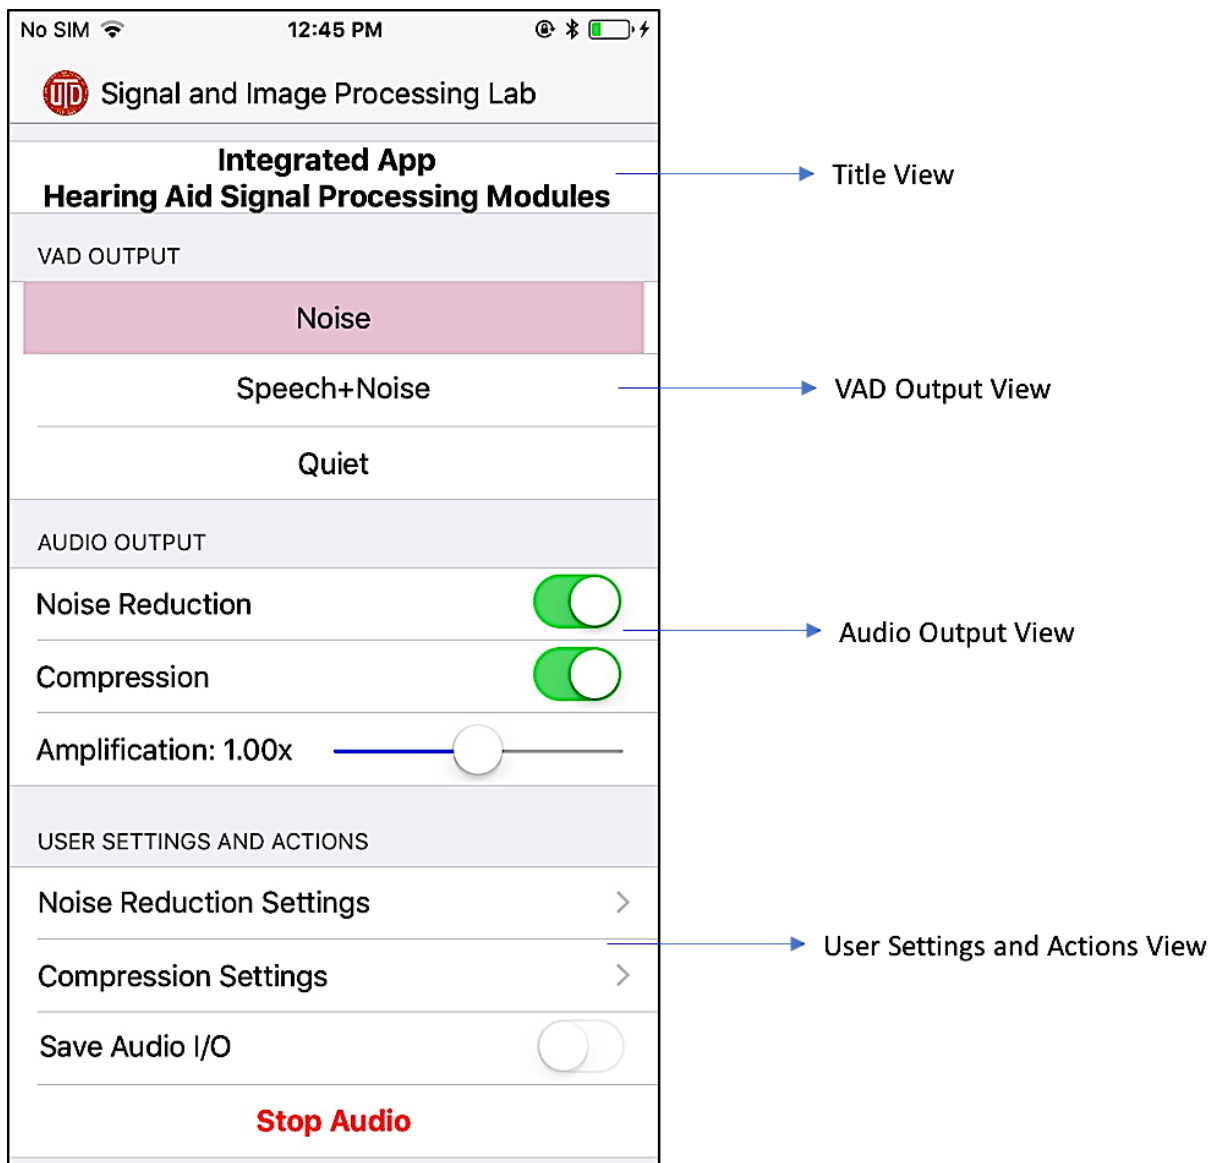 No SIM 12:45 PM
UTD Signal and Image Processing Lab
Integrated App
Hearing Aid Signal Processing Modules
Title View
VAD OUTPUT
Noise
Speech+Noise
VAD Output View
Quiet
AUDIO OUTPUT
Noise Reduction
Audio Output View
Compression
Amplification: 1.00x
USER SETTINGS AND ACTIONS
Noise Reduction Settings
User Settings and Actions View
Compression Settings
Save Audio I/O
Stop Audio